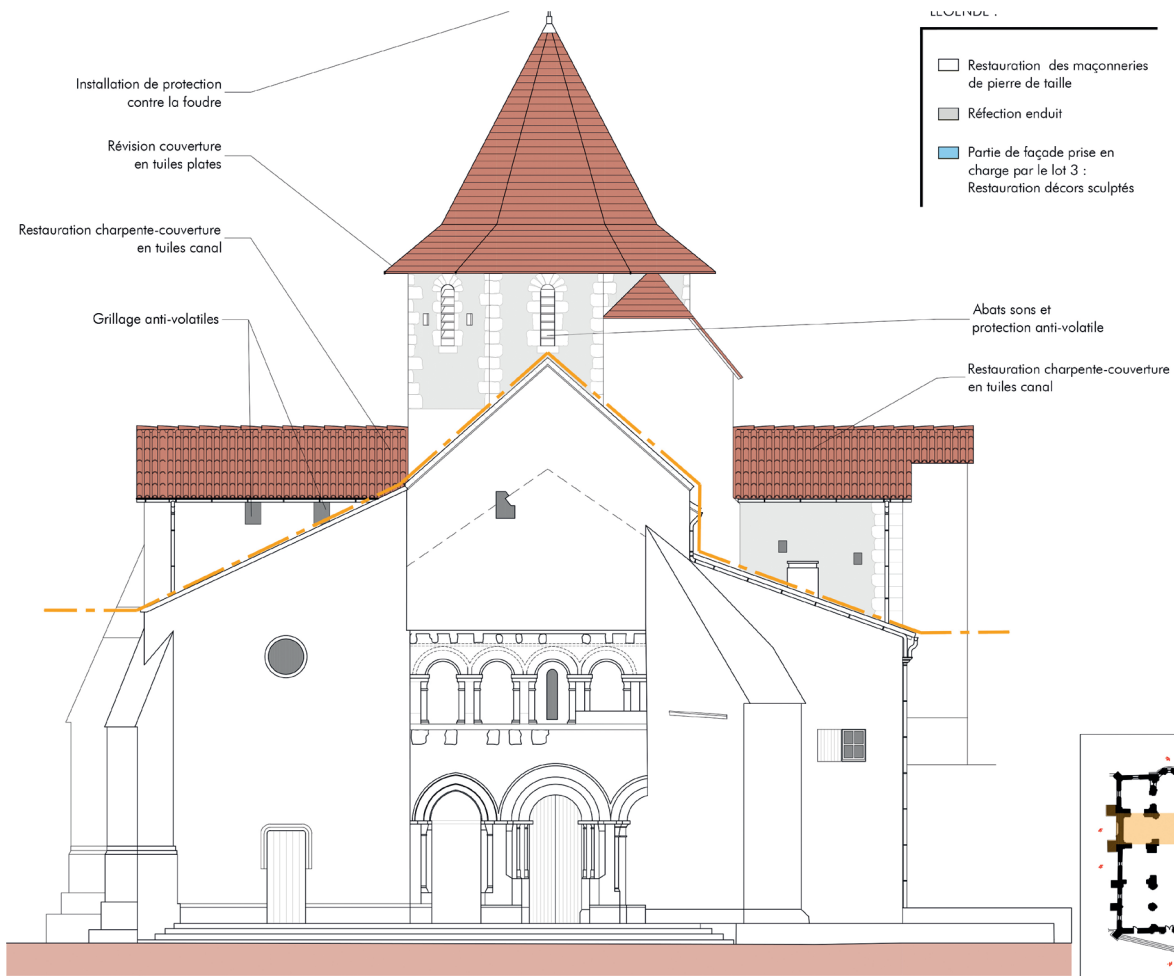 LEGENDE :
Restauration des maçonneries
de pierre de taille
Réfection enduit
Partie de façade prise en
charge par le lot 3 :
Restauration décors sculptés
Installation de protection
contre la foudre
Révision couverture
en tuiles plates
Restauration charpente-couverture
en tuiles canal
Grillage anti-volatiles
Abats sons et
protection anti-volatile
Restauration charpente-couverture
en tuiles canal